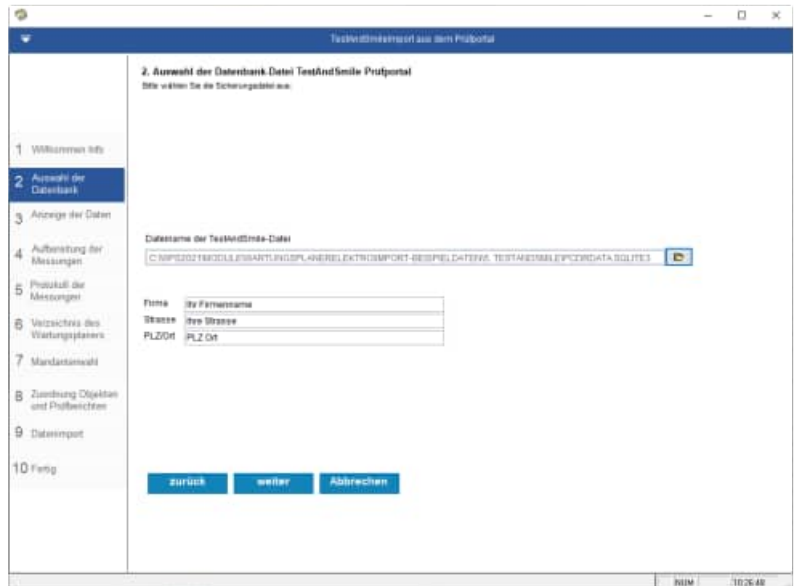 TestAndSmileImport aus dem Prüfportal
2. Auswahl der Datenbank-Datei TestAndSmile Prüfportal
Bitte wählen Sie die Sicherungsdatei aus:
1 Willkommen Info
2 Auswahl der
Datenbank
3 Anzeige der Daten
4 Aufbereitung der
Messungen
5 Protokoll der
Messungen
6 Verzeichnis des
Wartungsplaners
7 Mandantenwahl
8 Zuordnung Objekten
und Prüfberichten
9 Datenimport
10 Fertig
Dateiname der TestAndSmile-Datei
Firma Ihr Firmenname
Strasse Ihre Strasse
PLZ/Ort PLZ Ort
zurück weiter Abbrechen
NUM 10:26:48